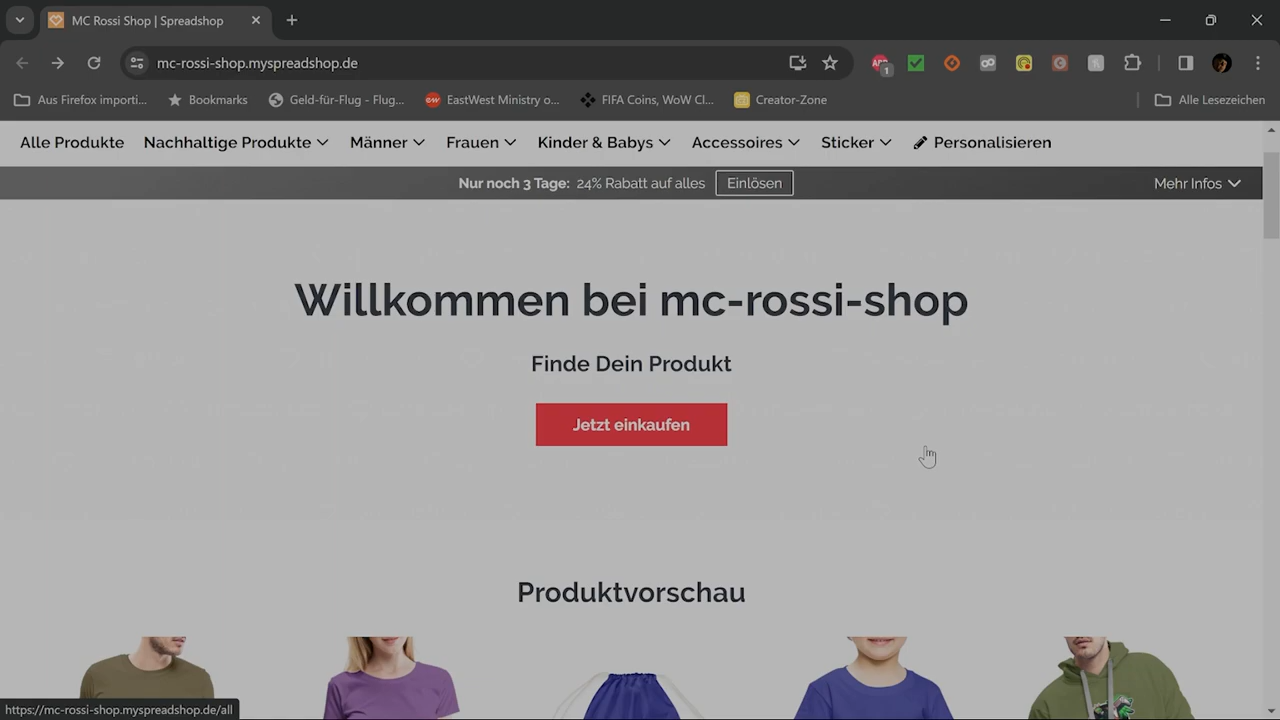 MC Rossi Shop | Spreadshop
mc-rossi-shop.myspreadshop.de
1
Aus Firefox importi...
Bookmarks
Geld-für-Flug - Flug...
EastWest Ministry o...
FIFA Coins, WoW Cl...
Creator-Zone
Alle Lesezeichen
Alle Produkte Nachhaltige Produkte Männer Frauen Kinder & Babys Accessoires Sticker Personalisieren
Nur noch 3 Tage: 24% Rabatt auf alles Einlösen Mehr Infos
Willkommen bei mc-rossi-shop
Finde Dein Produkt
Jetzt einkaufen
Produktvorschau
https://mc-rossi-shop.myspreadshop.de/all